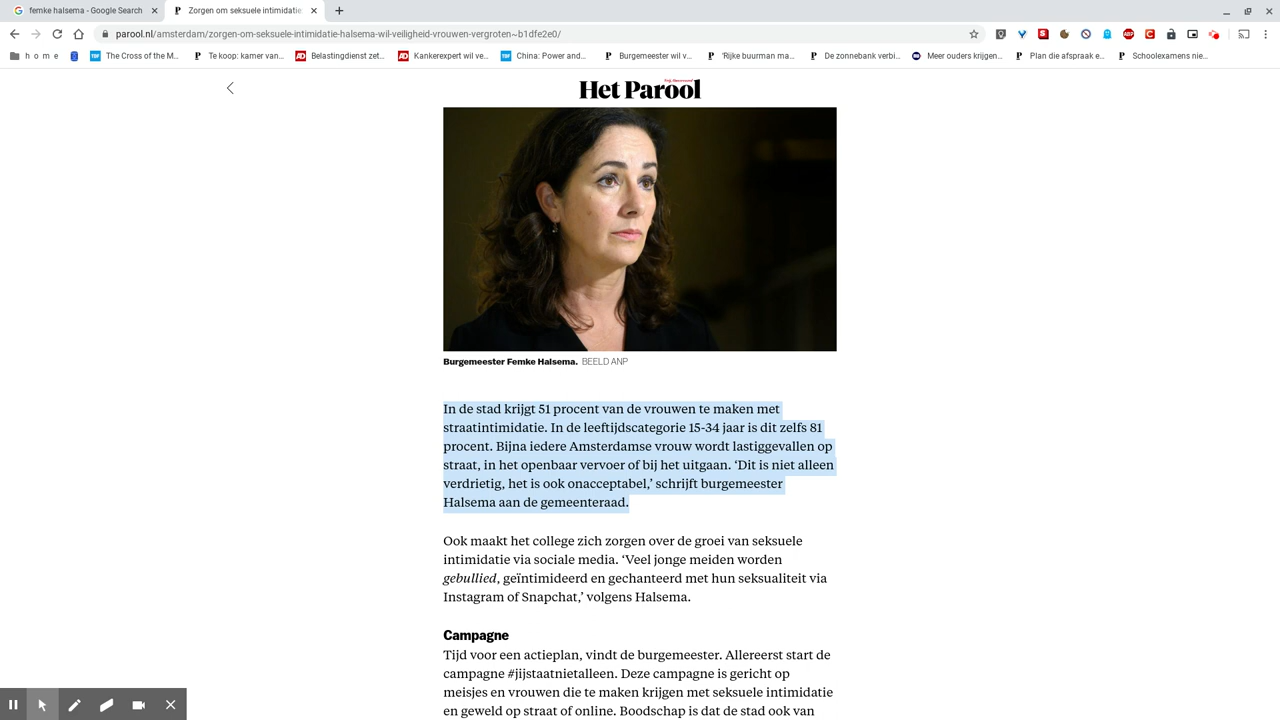 femke halsema - Google Search
Zorgen om seksuele intimidatie
parool.nl/amsterdam/zorgen-om-seksuele-intimidatie-halsema-wil-veiligheid-vrouwen-vergroten~b1dfe2e0/
h o m e
The Cross of the M...
Te koop: kamer van...
Belastingdienst zet...
Kankerexpert wil ve...
China: Power and...
Burgemeester wil v...
'Rijke buurman ma...
De zonnebank verbi...
Meer ouders krijgen...
Plan die afspraak e...
Schoolexamens nie...
Het Parool
Burgemeester Femke Halsema. BEELD ANP
In de stad krijgt 51 procent van de vrouwen te maken met
straatintimidatie. In de leeftijdscategorie 15-34 jaar is dit zelfs 81
procent. Bijna iedere Amsterdamse vrouw wordt lastiggevallen op
straat, in het openbaar vervoer of bij het uitgaan. ‘Dit is niet alleen
verdrietig, het is ook onacceptabel,’ schrijft burgemeester
Halsema aan de gemeenteraad.
Ook maakt het college zich zorgen over de groei van seksuele
intimidatie via sociale media. ‘Veel jonge meiden worden
gebullied, geïntimideerd en gechanteerd met hun seksualiteit via
Instagram of Snapchat,’ volgens Halsema.
Campagne
Tijd voor een actieplan, vindt de burgemeester. Allereerst start de
campagne #jijstaatnietalleen. Deze campagne is gericht op
meisjes en vrouwen die te maken krijgen met seksuele intimidatie
en geweld op straat of online. Boodschap is dat de stad ook van